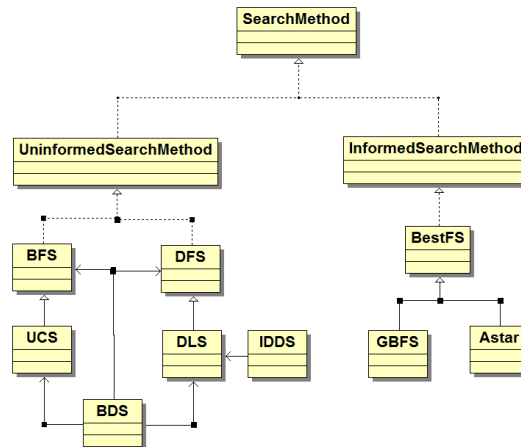 SearchMethod
UninformedSearchMethod
InformedSearchMethod
BFS
DFS
BestFS
UCS
DLS
IDDS
GBFS
Astar
BDS